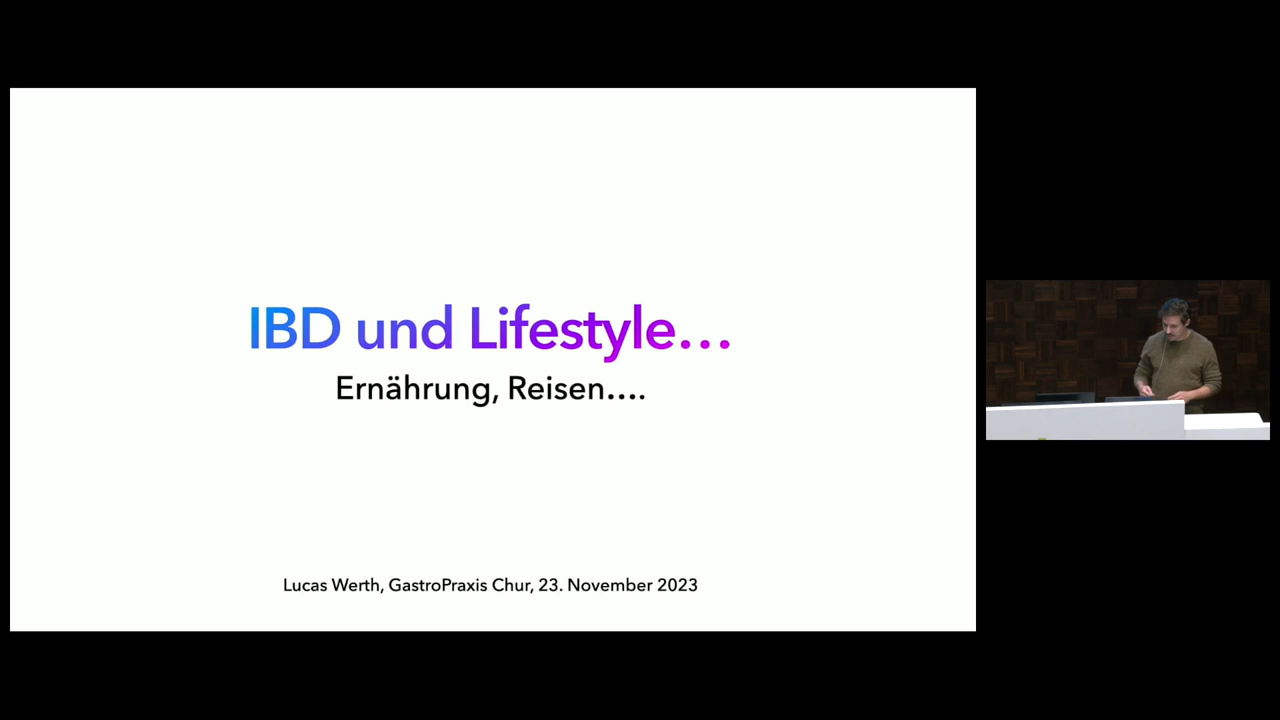 IBD und Lifestyle…
Ernährung, Reisen….
Lucas Werth, GastroPraxis Chur, 23. November 2023